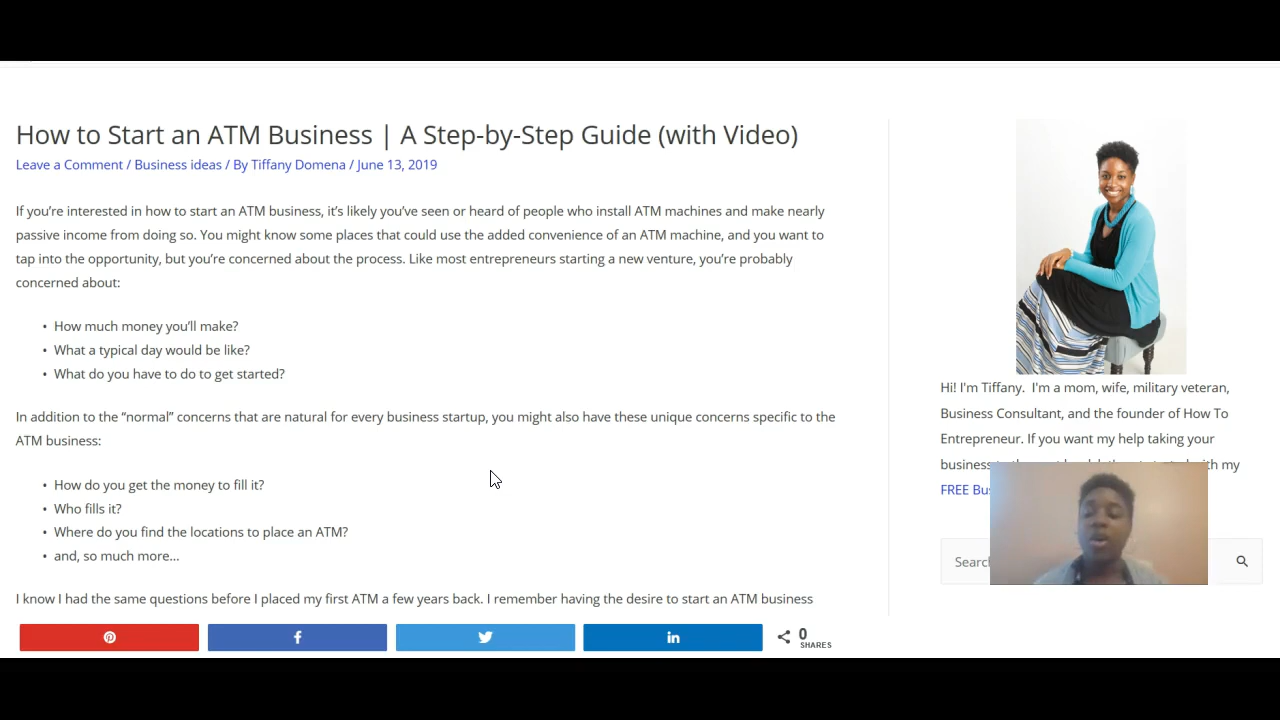 How to Start an ATM Business | A Step-by-Step Guide (with Video)
Leave a Comment / Business ideas / By Tiffany Domena / June 13, 2019
If you’re interested in how to start an ATM business, it’s likely you’ve seen or heard of people who install ATM machines and make nearly
passive income from doing so. You might know some places that could use the added convenience of an ATM machine, and you want to
tap into the opportunity, but you’re concerned about the process. Like most entrepreneurs starting a new venture, you’re probably
concerned about:
• How much money you’ll make?
• What a typical day would be like?
• What do you have to do to get started?
In addition to the “normal” concerns that are natural for every business startup, you might also have these unique concerns specific to the
ATM business:
• How do you get the money to fill it?
• Who fills it?
• Where do you find the locations to place an ATM?
• and, so much more…
I know I had the same questions before I placed my first ATM a few years back. I remember having the desire to start an ATM business
f
in
0
SHARES
Hi! I'm Tiffany. I'm a mom, wife, military veteran,
Business Consultant, and the founder of How To
Entrepreneur. If you want my help taking your
business my
FREE
Search